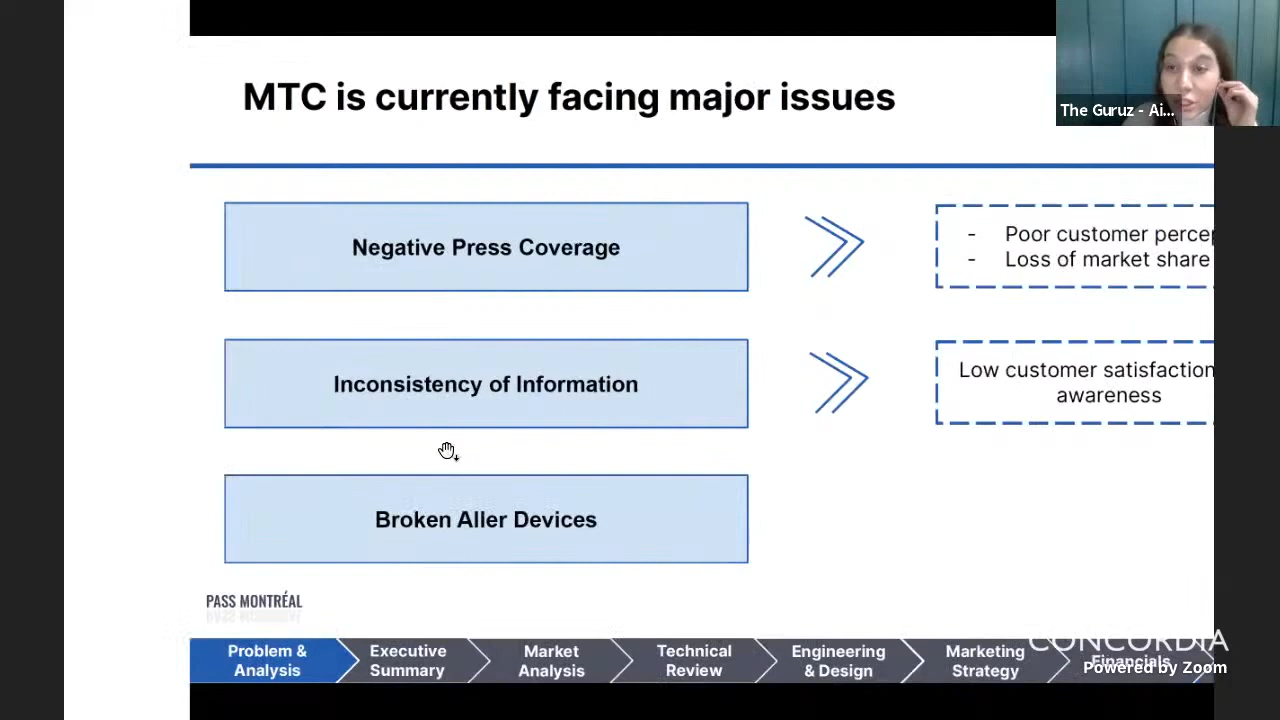 MTC is currently facing major issues
The Guruz - Ai...
Negative Press Coverage
- Poor customer
- Loss of market share
Inconsistency of Information
Low customer satisfaction
awareness
Broken Aller Devices
PASS MONTRÉAL
Problem &
Analysis
Executive
Summary
Market
Analysis
Technical
Review
Engineering
& Design
Marketing
Strategy
Financials
CONCORDIA
Powered by Zoom